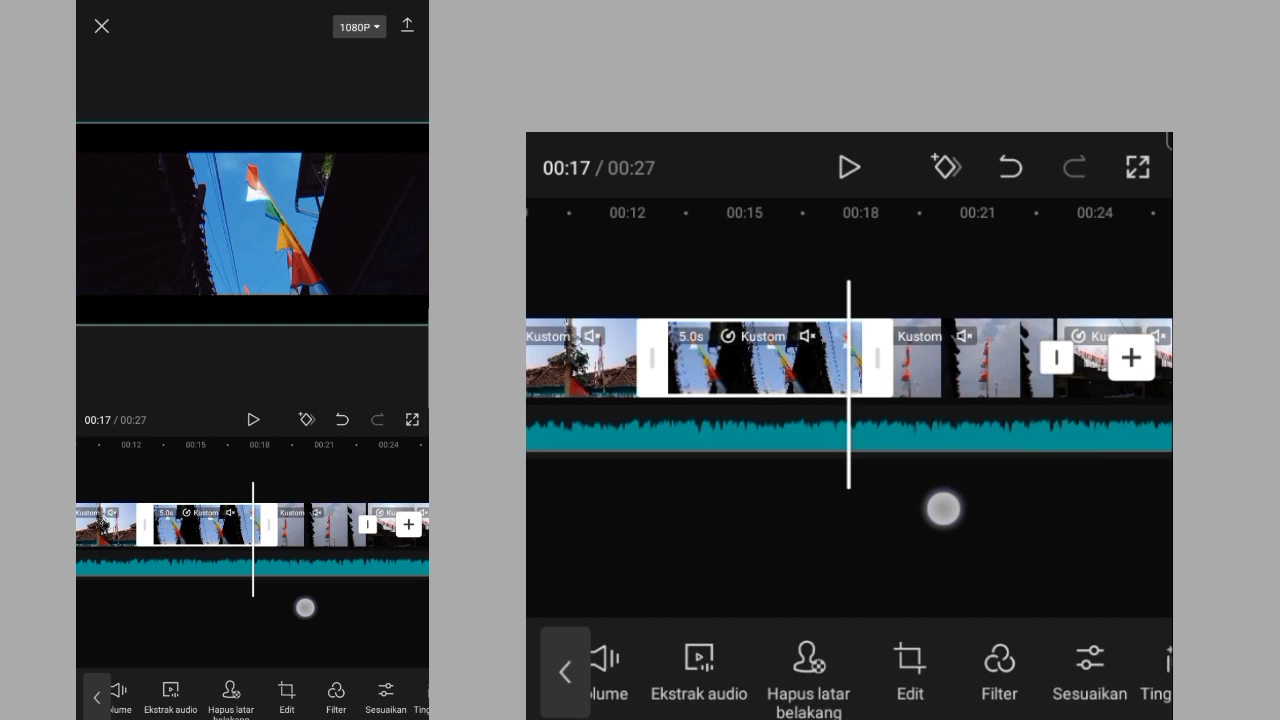 1080P
00:17 / 00:27
00:12 00:15 00:18 00:21 00:24
Kustom 5.0s Kustom Kustom Ku
lume Ekstrak audio Hapus latar belakang Edit Filter Sesuaikan Ting
00:17 / 00:27
00:12 00:15 00:18 00:21 00:24
Kustom 5.0s Kustom Kustom Ku
lume Ekstrak audio Hapus latar Edit Filter Sesuaikan Ting
belakang